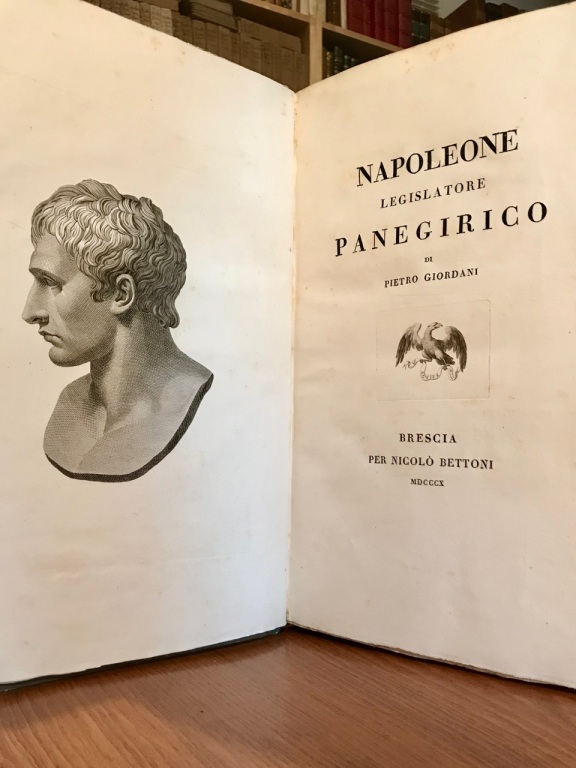 NAPOLEONE
LEGISLATORE
PANEGIRICO
DI
PIETRO GIORDANI
BRESCIA
PER NICOLÒ BETTONI
MDCCCX